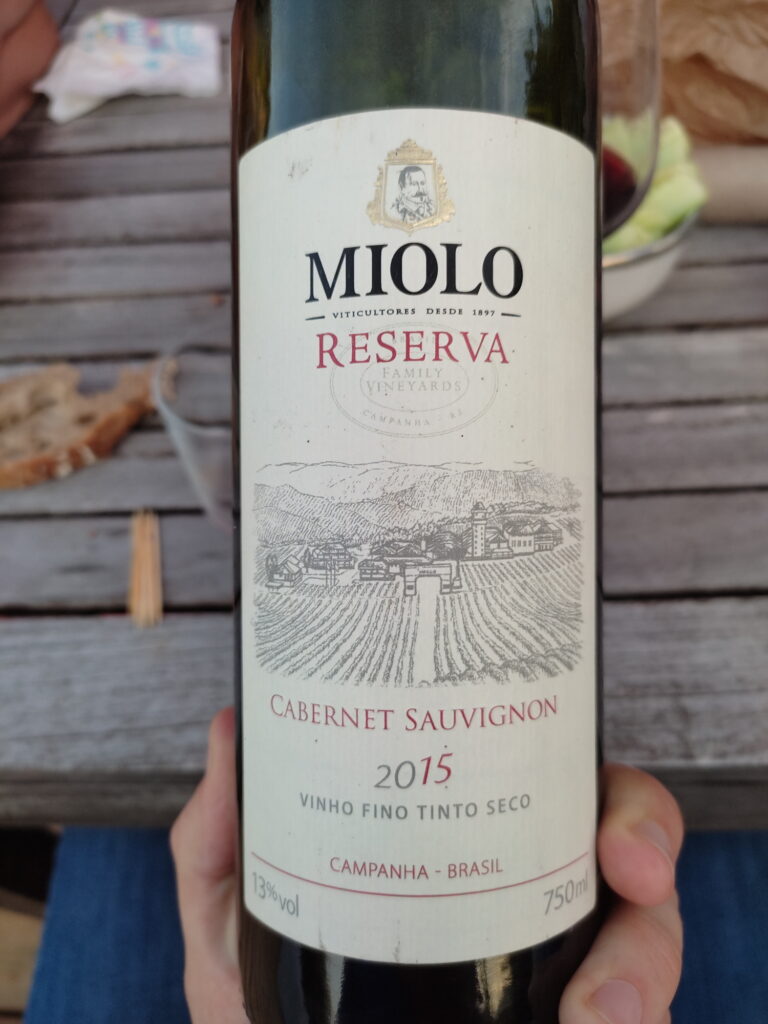 MIOLO
VITICULTORES DESDE 1897
RESERVA
FAMILY
VINEYARDS
CAMPANHA - RS
CABERNET SAUVIGNON
2015
VINHO FINO TINTO SECO
CAMPANHA - BRASIL
13%vol
750ml